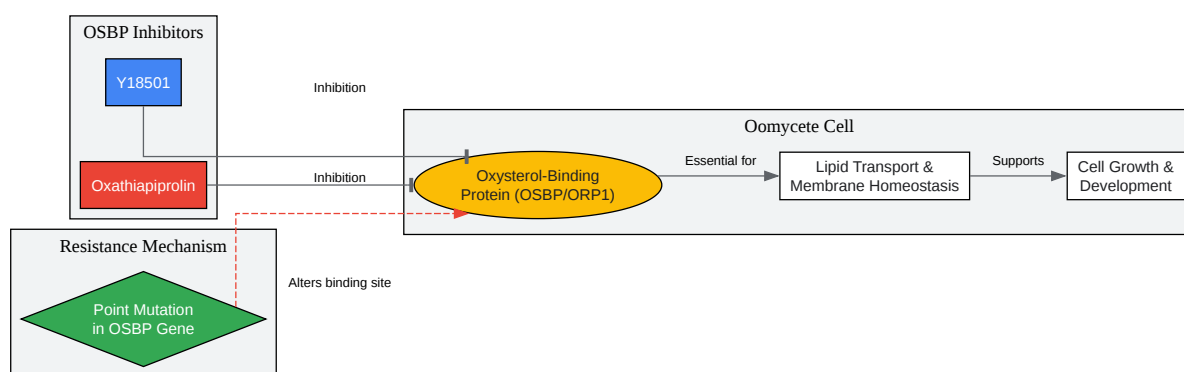 OSBP Inhibitors
Y18501
Inhibition
Oxathiapiprolin
Inhibition
Oomycete Cell
Oxysterol-Binding
Protein (OSBP/ORP1)
Essential for
Lipid Transport &
Membrane Homeostasis
Supports
Cell Growth &
Development
Resistance Mechanism
Point Mutation
in OSBP Gene
Alters binding site